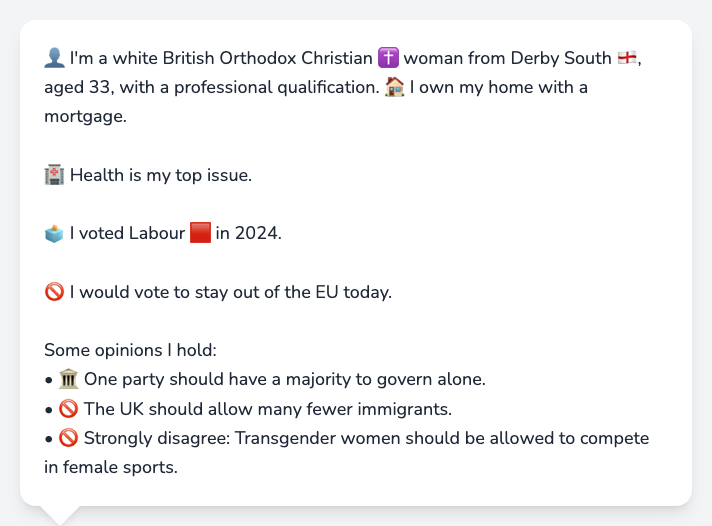 👤 I'm a white British Orthodox Christian ✝️ woman from Derby South 🏴󠁧󠁢󠁥󠁮󠁧󠁿,
aged 33, with a professional qualification. 🏠 I own my home with a
mortgage.
🏥 Health is my top issue.
🗳️ I voted Labour 🟥 in 2024.
🚫 I would vote to stay out of the EU today.
Some opinions I hold:
• 🏛️ One party should have a majority to govern alone.
• 🚫 The UK should allow many fewer immigrants.
• 🚫 Strongly disagree: Transgender women should be allowed to compete
in female sports.